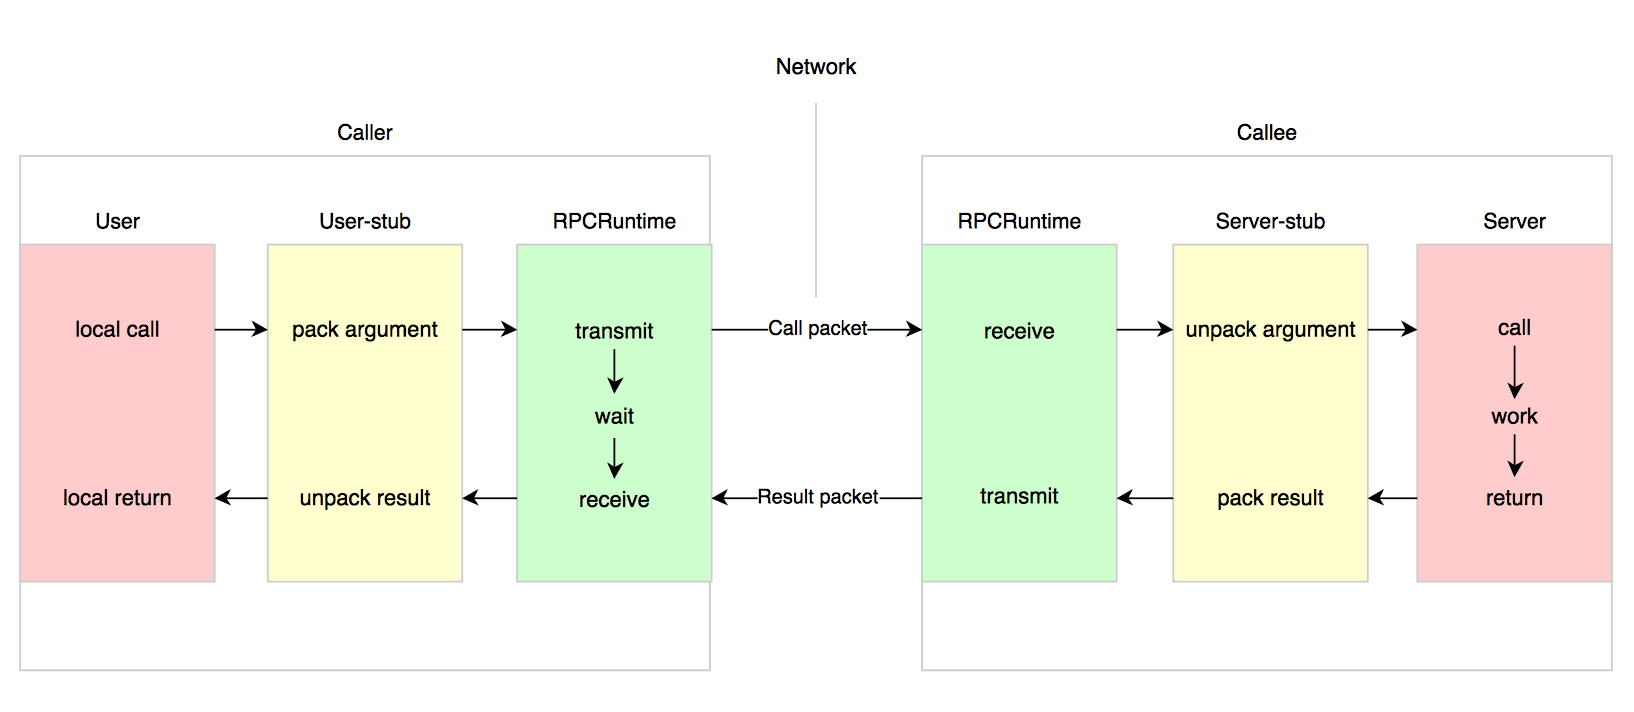 Network
Caller
Callee
User
User-stub
RPCRuntime
RPCRuntime
Server-stub
Server
local call
pack argument
transmit
Call packet
receive
unpack argument
call
wait
work
local return
unpack result
receive
Result packet
transmit
pack result
return